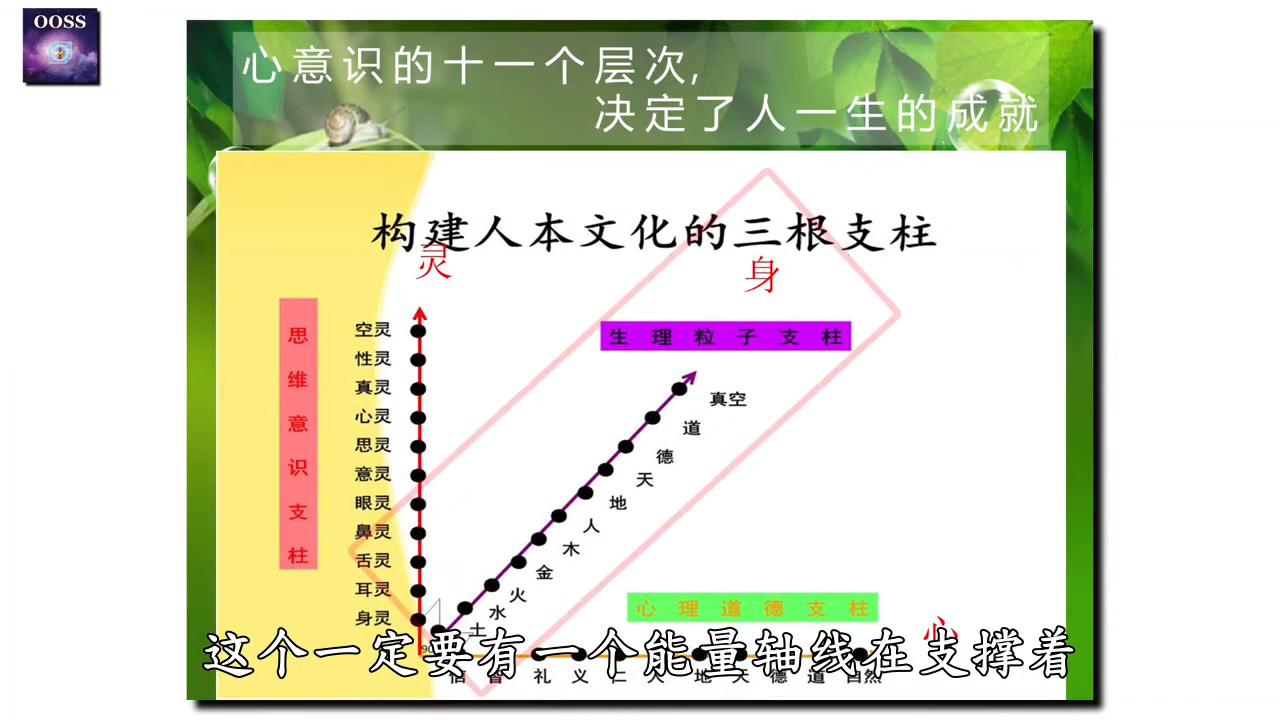 OOSS
心意识的十一个层次,
决定了人一生的成就
构建人本文化的三根支柱
灵
身
思维意识支柱
生理粒子支柱
空灵
性灵
真灵
心灵
思灵
意灵
眼灵
鼻灵
舌灵
耳灵
身灵
真空
道
德
天
地
人
木
金
火
水
土
心理道德支柱
心
90
这个一定要有一个能量轴线在支撑着
信 智 礼 义 仁 人 地 天 德 道 自然